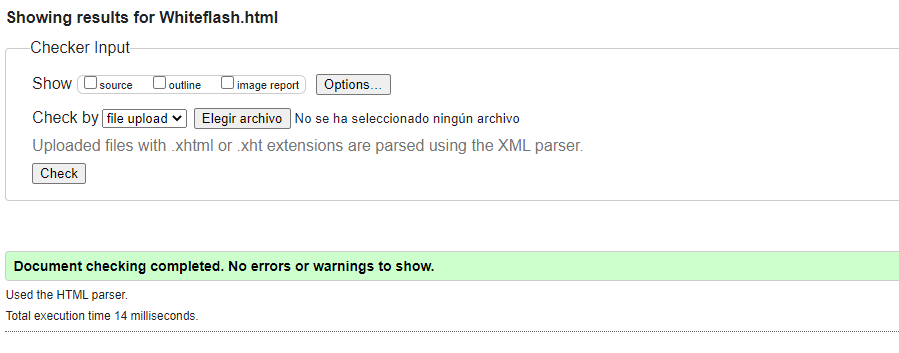 Showing results for Whiteflash.html
Checker Input
Show source outline image report Options...
Check by file upload Elegir archivo No se ha seleccionado ningún archivo
Uploaded files with .xhtml or .xht extensions are parsed using the XML parser.
Check
Document checking completed. No errors or warnings to show.
Used the HTML parser.
Total execution time 14 milliseconds.